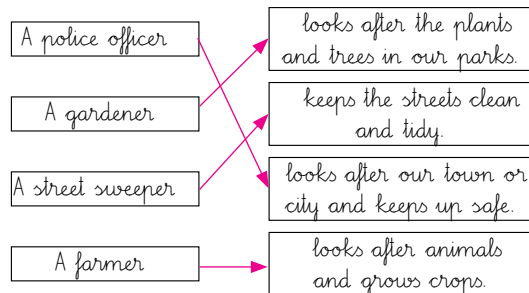 A police officer
looks after the plants
and trees in our parks.
A gardener
keeps the streets clean
and tidy.
A street sweeper
looks after our town or
city and keeps up safe.
A farmer
looks after animals
and grows crops.